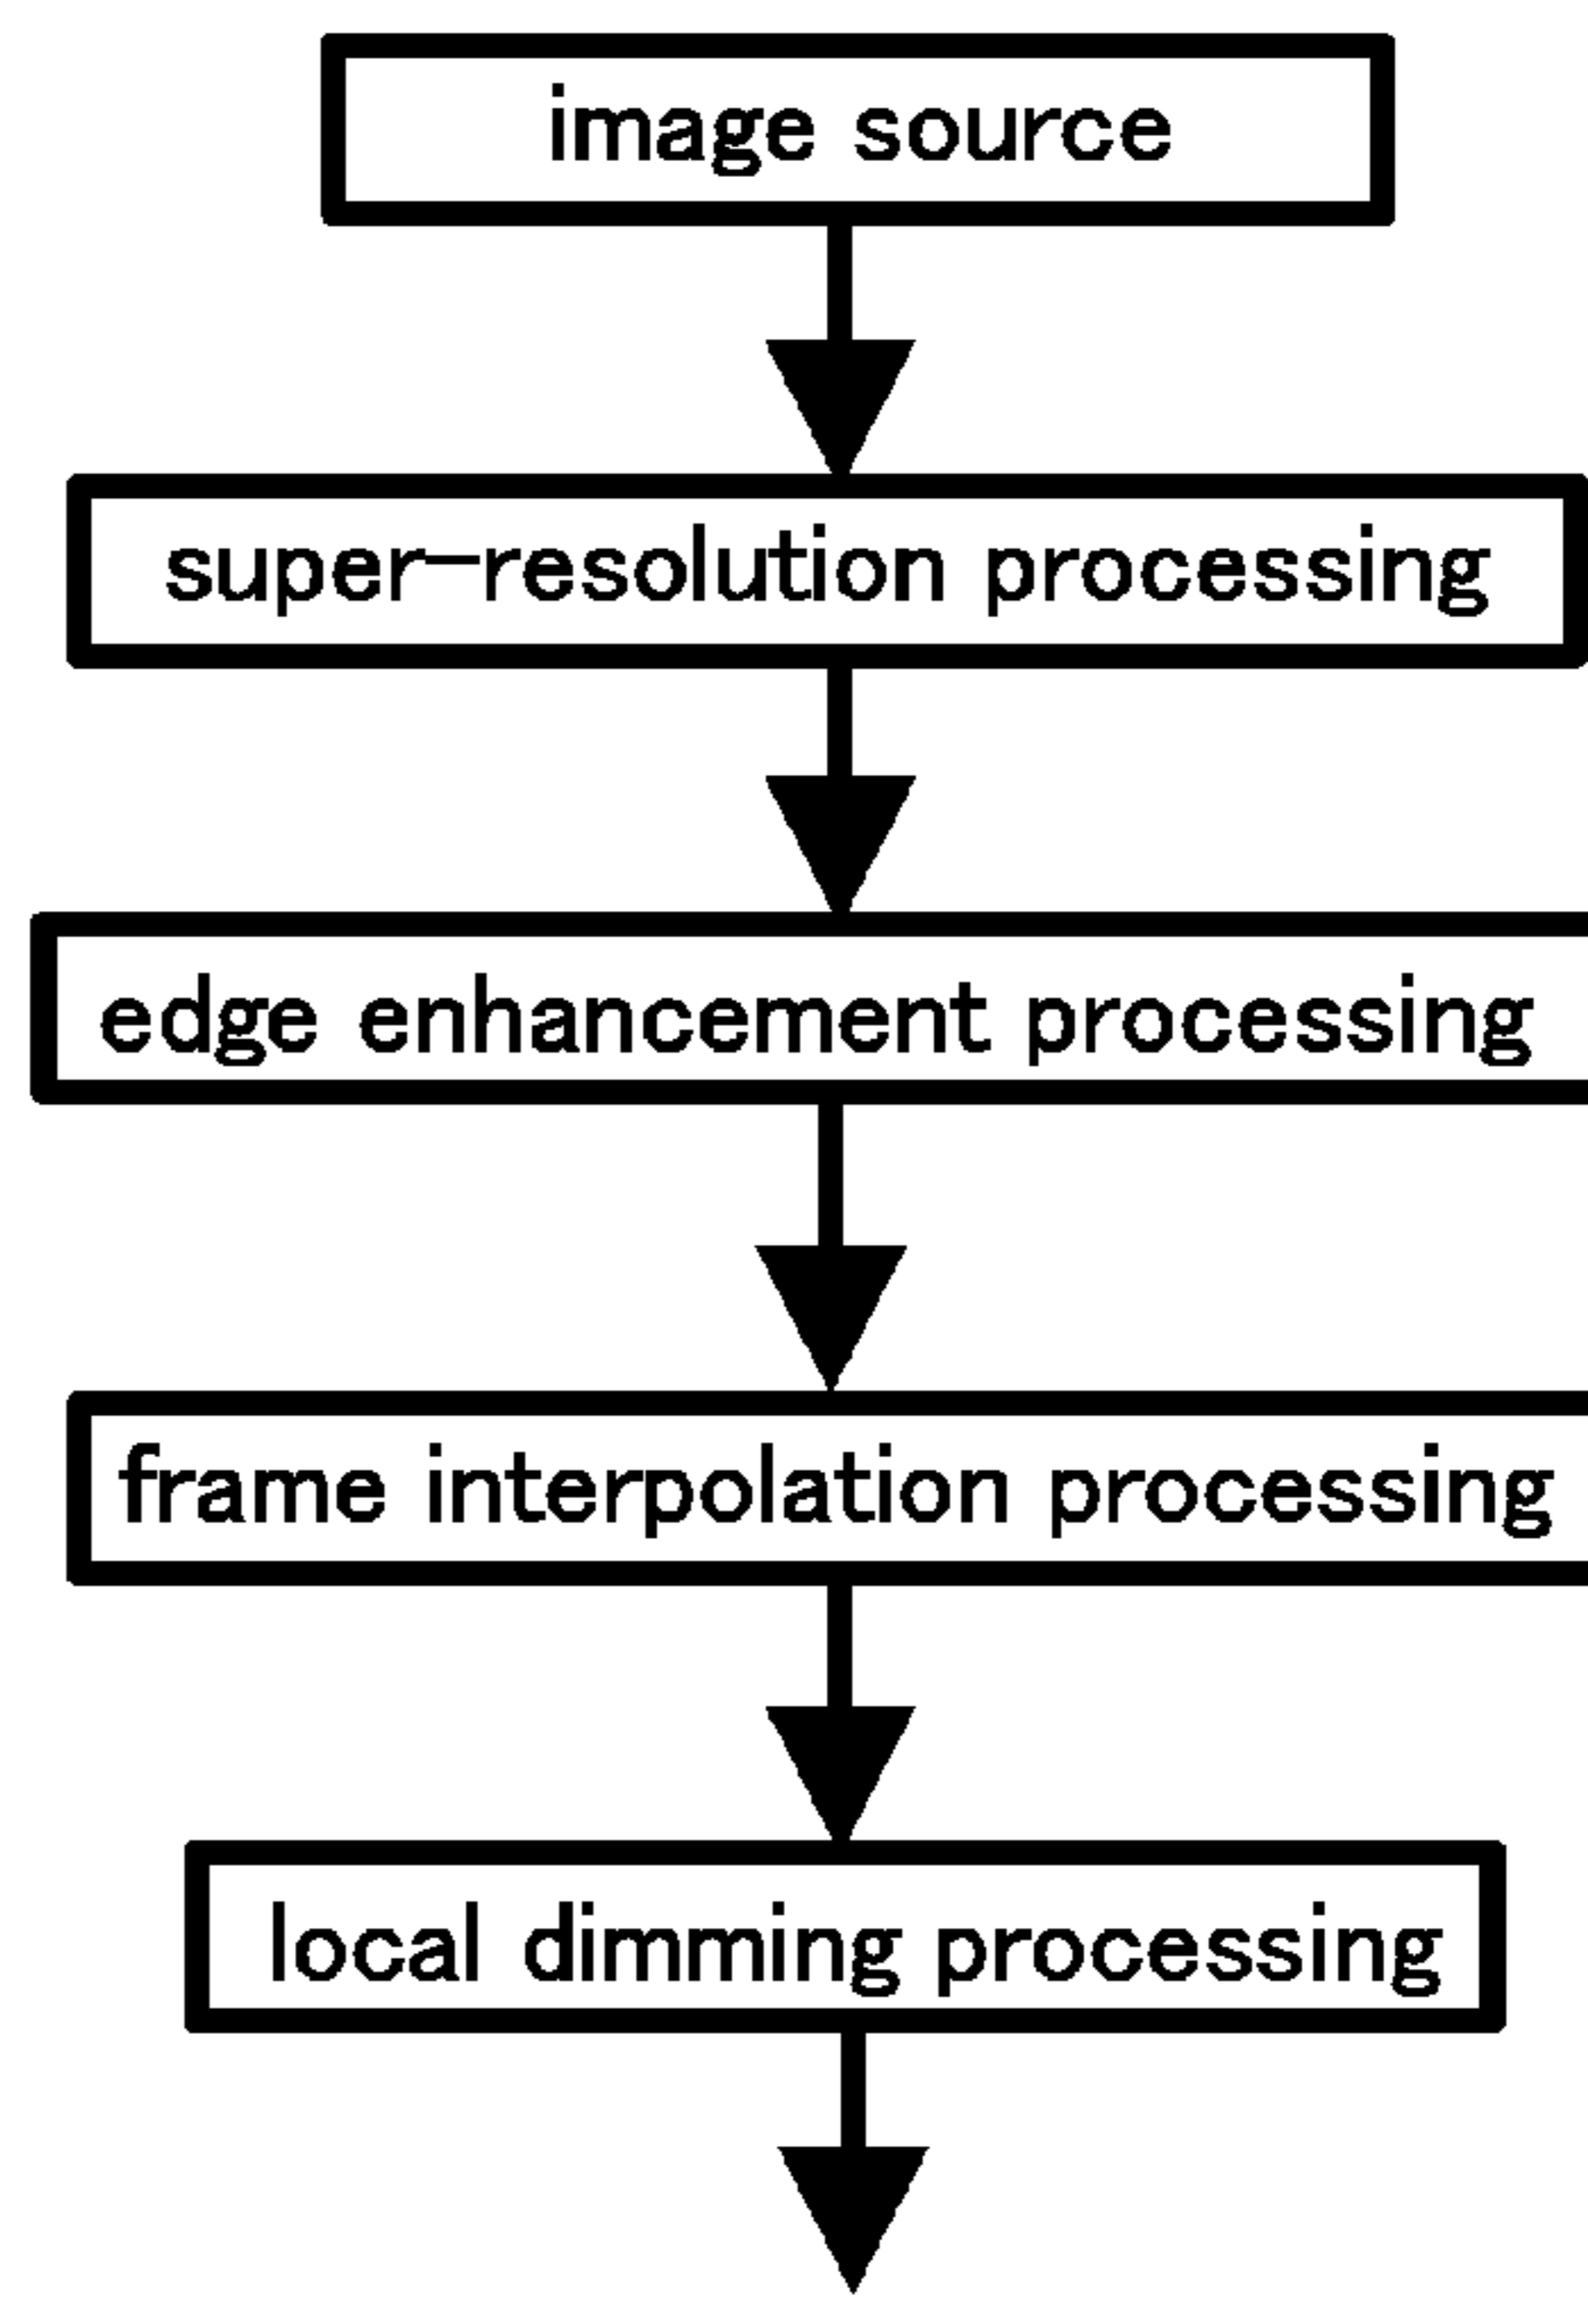 image source
super-resolution processing
edge enhancement processing
frame interpolation processing
local dimming processing